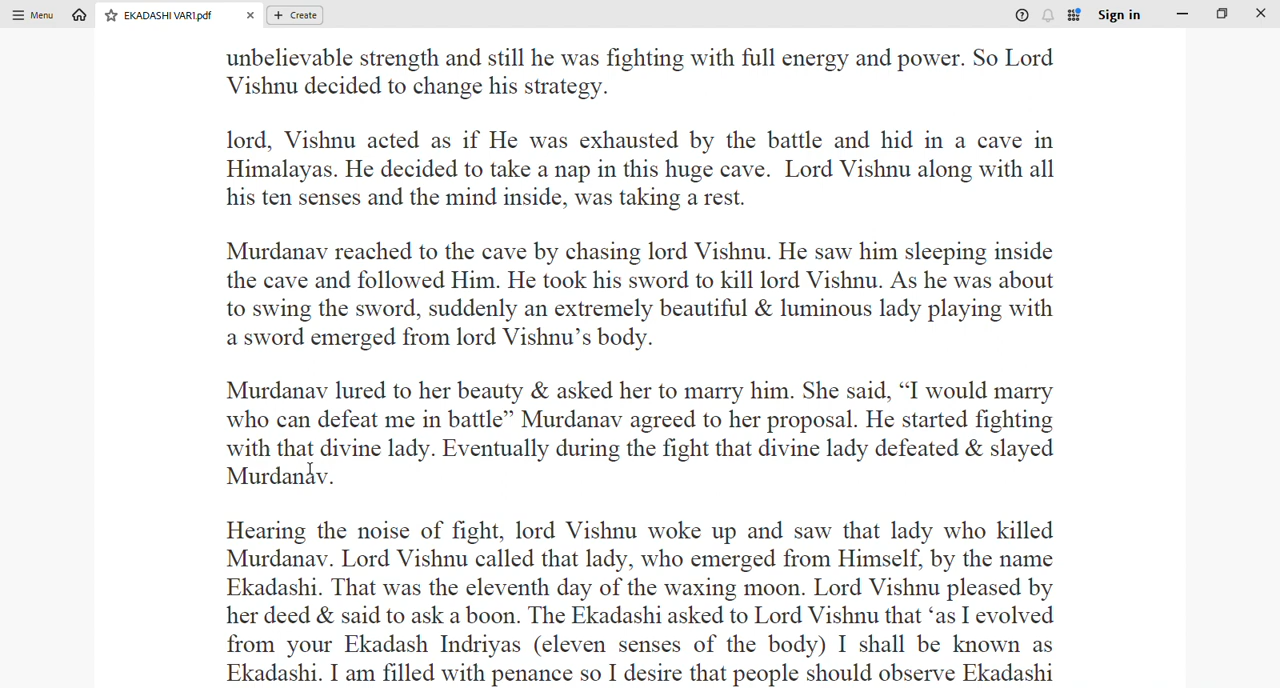 Menu
EKADASHI VAR1.pdf
+ Create
Sign in
unbelievable strength and still he was fighting with full energy and power. So Lord
Vishnu decided to change his strategy.
lord, Vishnu acted as if He was exhausted by the battle and hid in a cave in
Himalayas. He decided to take a nap in this huge cave. Lord Vishnu along with all
his ten senses and the mind inside, was taking a rest.
Murdanav reached to the cave by chasing lord Vishnu. He saw him sleeping inside
the cave and followed Him. He took his sword to kill lord Vishnu. As he was about
to swing the sword, suddenly an extremely beautiful & luminous lady playing with
a sword emerged from lord Vishnu’s body.
Murdanav lured to her beauty & asked her to marry him. She said, “I would marry
who can defeat me in battle” Murdanav agreed to her proposal. He started fighting
with that divine lady. Eventually during the fight that divine lady defeated & slayed
Murdanav.
Hearing the noise of fight, lord Vishnu woke up and saw that lady who killed
Murdanav. Lord Vishnu called that lady, who emerged from Himself, by the name
Ekadashi. That was the eleventh day of the waxing moon. Lord Vishnu pleased by
her deed & said to ask a boon. The Ekadashi asked to Lord Vishnu that ‘as I evolved
from your Ekadash Indriyas (eleven senses of the body) I shall be known as
Ekadashi. I am filled with penance so I desire that people should observe Ekadashi